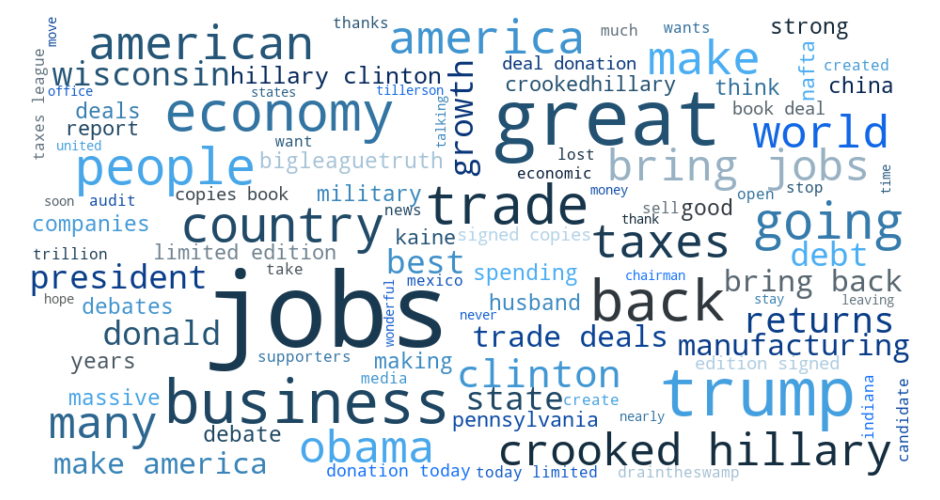 thanks
america
much
wants
strong
move
american
taxes league
wisconsin
hillary clinton
deal donation
make
nafta
created
office
states
tillerson
crookedhillary
think
china
deals
economy
talking
growth
great
book deal
world
report
united
want
people
bigleaguetruth
lost
economic
bring jobs
time
soon
audit
copies book
military
trade
money
open
stop
companies
country
news
thank
sell
good
going
kaine
signed copies
taxes
trillion
limited edition
best
debt
president
take
mexico
spending
chairman
bring back
hope
debates
jobs
wonderful
never
husband
back
stay
leaving
returns
donald
trade deals
manufacturing
years
supporters
making
media
clinton
edition signed
massive
business
state
create
trump
indiana
candidate
many
debate
pennsylvania
nearly
obama
crooked hillary
make america
donation today
today limited
draintheswamp